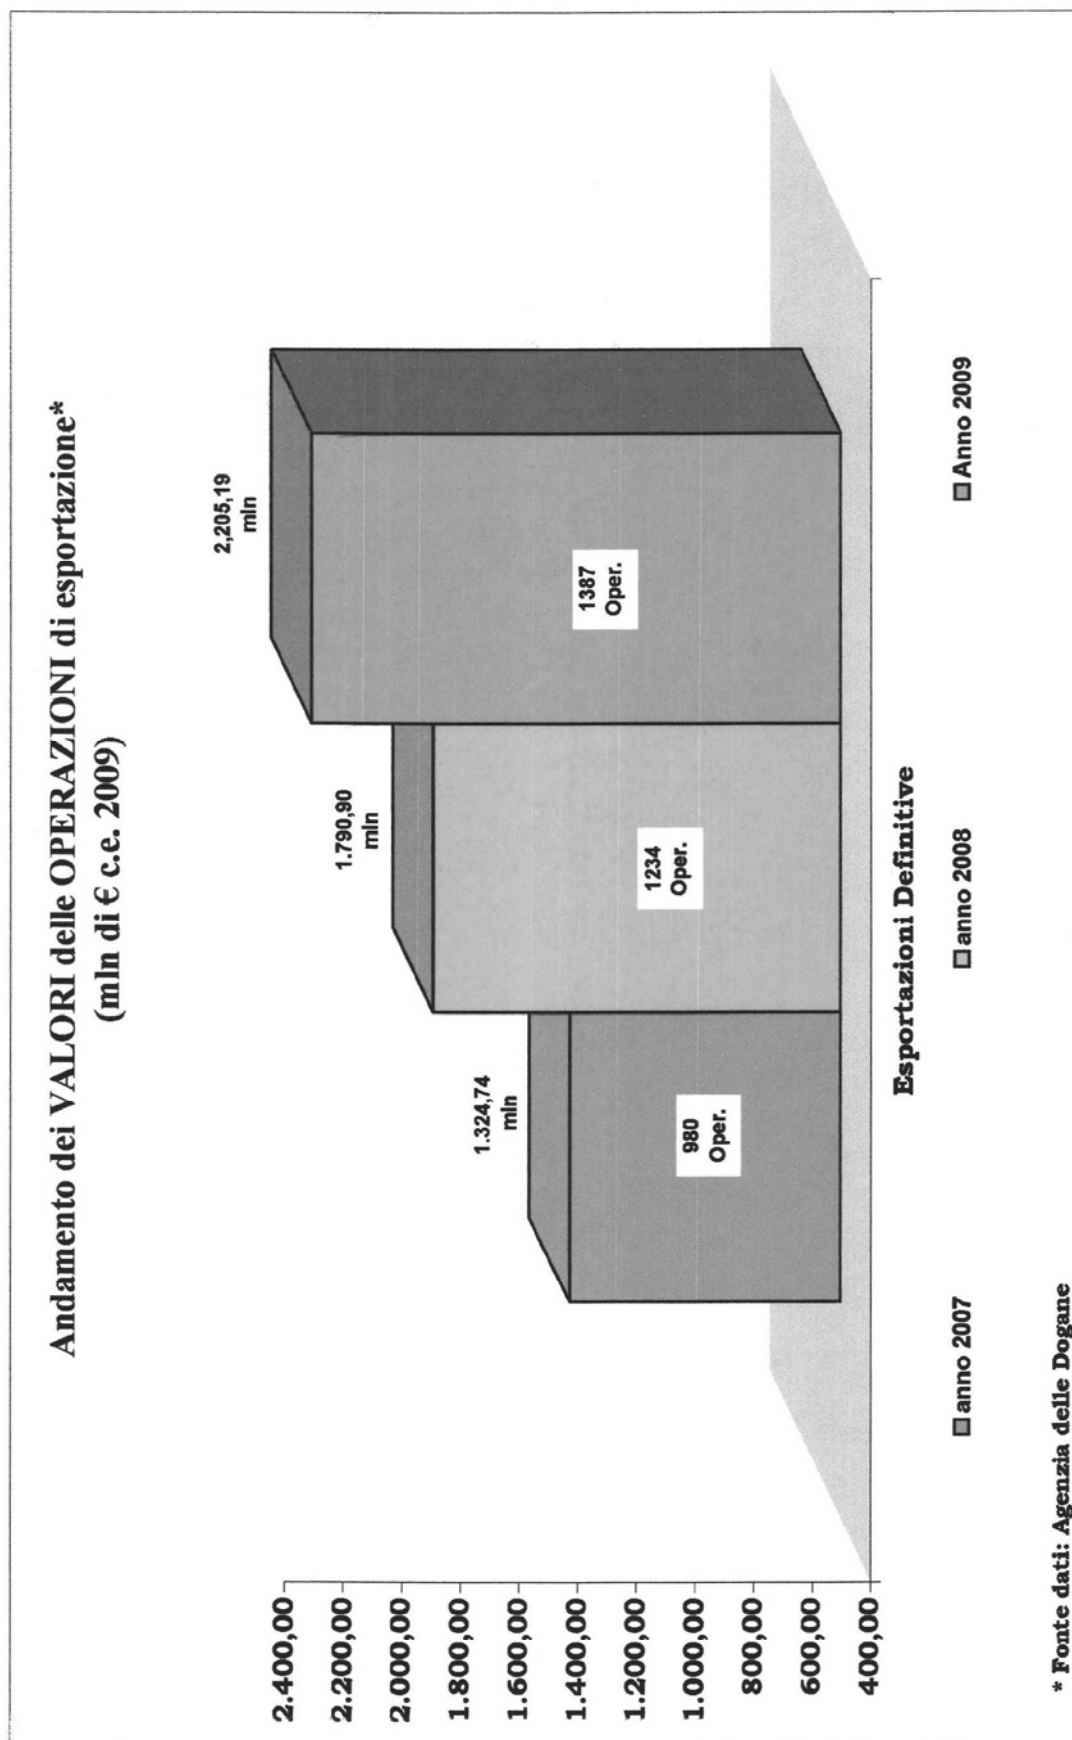 Andamento dei VALORI delle OPERAZIONI di esportazione*
(mln di € c.e. 2009)
2.400,00
2.200,00
2.000,00
1.800,00
1.600,00
1.400,00
1.200,00
1.000,00
800,00
600,00
400,00
1.324,74
mln
980
Oper.
1.790,90
mln
1234
Oper.
2,205,19
mln
1387
Oper.
Esportazioni Definitive
anno 2007
anno 2008
Anno 2009
* Fonte dati: Agenzia delle Dogane